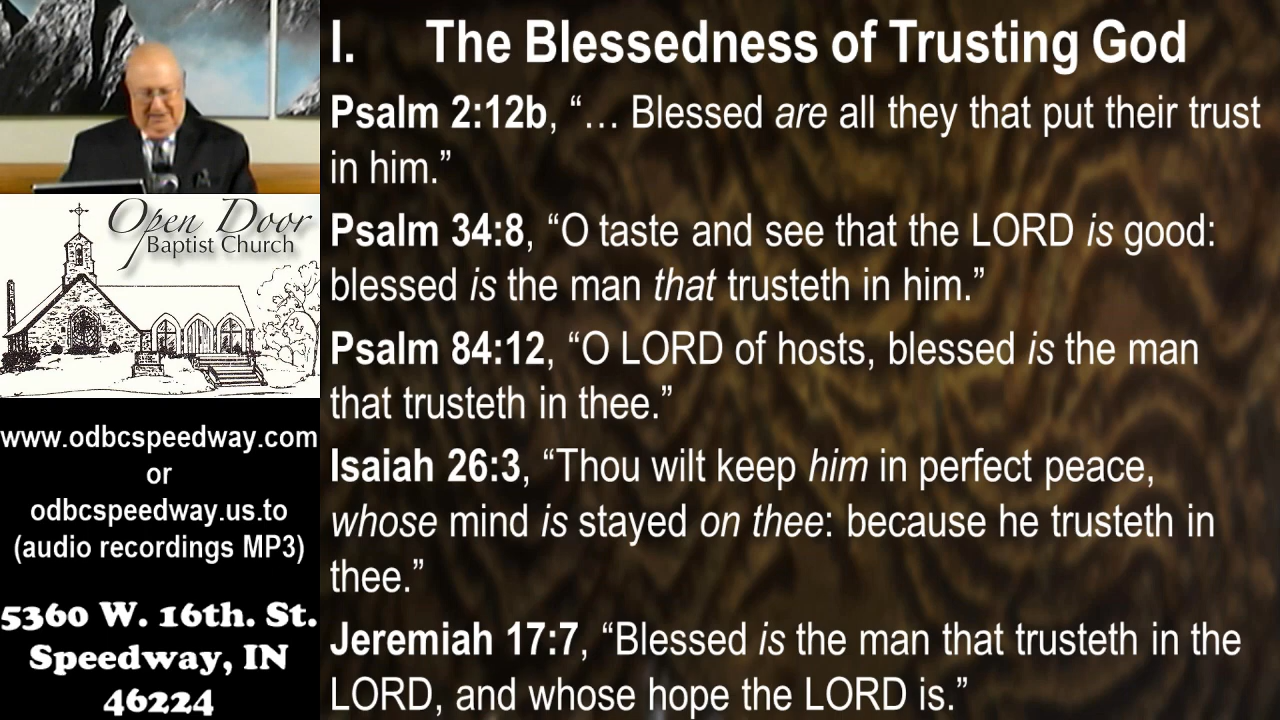 I. The Blessedness of Trusting God
Psalm 2:12b, “… Blessed are all they that put their trust
in him.”
Psalm 34:8, “O taste and see that the LORD is good:
blessed is the man that trusteth in him.”
Psalm 84:12, “O LORD of hosts, blessed is the man
that trusteth in thee.”
Isaiah 26:3, “Thou wilt keep him in perfect peace,
whose mind is stayed on thee: because he trusteth in
thee.”
Jeremiah 17:7, “Blessed is the man that trusteth in the
LORD, and whose hope the LORD is.”
Open Door
Baptist Church
www.odbcspeedway.com
or
odbcspeedway.us.to
(audio recordings MP3)
5360 W. 16th. St.
Speedway, IN
46224